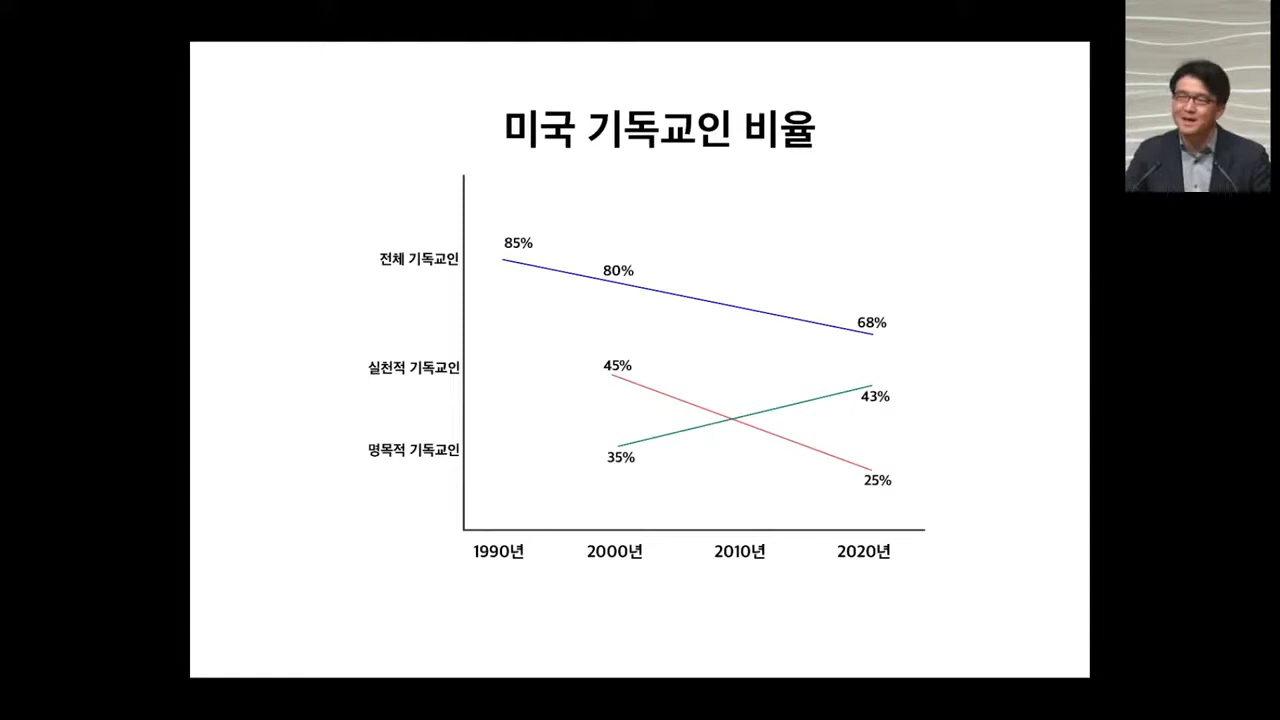 미국 기독교인 비율
85%
전체 기독교인
80%
68%
실천적 기독교인
45%
43%
명목적 기독교인
35%
25%
1990년 2000년 2010년 2020년